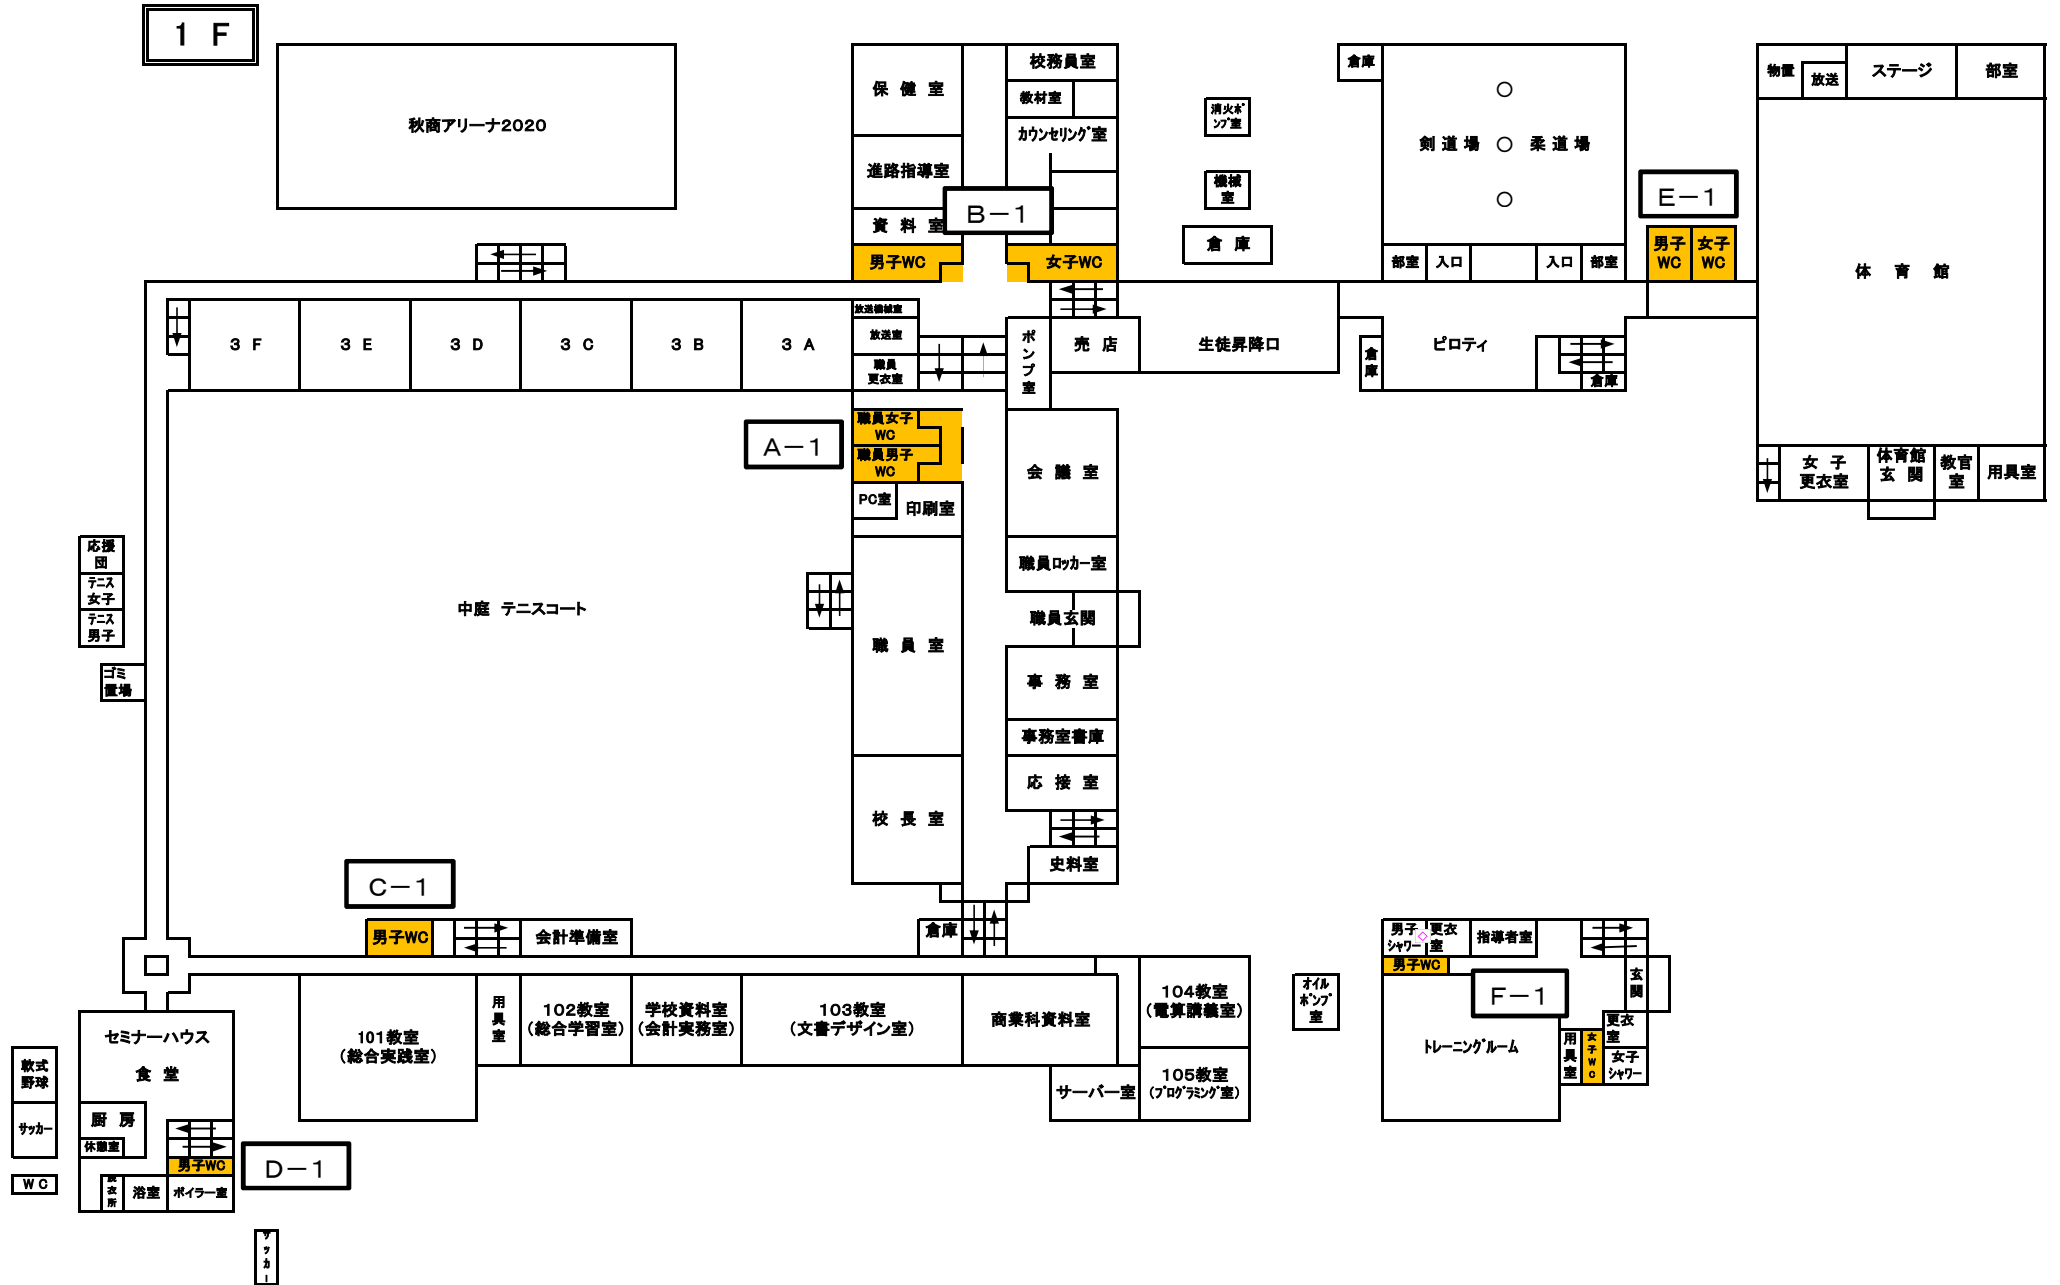 １ Ｆ
秋商アリーナ2020
保 健 室
進路指導室
資 料 室
男子WC
校務員室
教材室
ｶｳﾝｾﾘﾝｸﾞ室
B－1
女子WC
消火ﾎﾟ
ﾝﾌﾟ室
機械
室
倉 庫
倉庫
剣 道 場
柔 道 場
部室
入口
入口
部室
E－1
男子
WC
女子
WC
物置
放送
ステージ
部室
体 育 館
女 子
更衣室
体育館
玄 関
教官
室
用具室
３ Ｆ
３ Ｅ
３ Ｄ
３ Ｃ
３ Ｂ
３ Ａ
放送機械室
放送室
職員
更衣室
ポ
ン
プ
室
売 店
生徒昇降口
倉
庫
ピロティ
倉庫
A－1
職員女子
WC
職員男子
WC
PC室
印刷室
会 議 室
職員ﾛｯｶｰ室
職員玄関
職 員 室
事 務 室
事務室書庫
応 接 室
校 長 室
史料室
中庭 テニスコート
応援
団
ﾃﾆｽ
女子
ﾃﾆｽ
男子
ゴミ
置場
C－1
男子WC
会計準備室
倉庫
101教室
（総合実践室）
用
具
室
102教室
（総合学習室）
学校資料室
（会計実務室）
103教室
（文書デザイン室）
商業科資料室
104教室
（電算講義室）
サーバー室
105教室
（ﾌﾟﾛｸﾞﾗﾐﾝｸﾞ室）
ｵｲﾙ
ﾎﾟﾝﾌﾟ
室
男子
ｼｬﾜｰ
更衣
室
指導者室
男子WC
F－1
玄
関
トレーニングルーム
用
具
室
女
子
W
C
更衣
室
女子
ｼｬﾜｰ
セミナーハウス
食 堂
厨 房
休憩室
男子WC
D－1
衣
所
浴室
ボイラー室
軟式
野球
ｻｯｶｰ
ＷＣ
サ
ッ
カ
ー